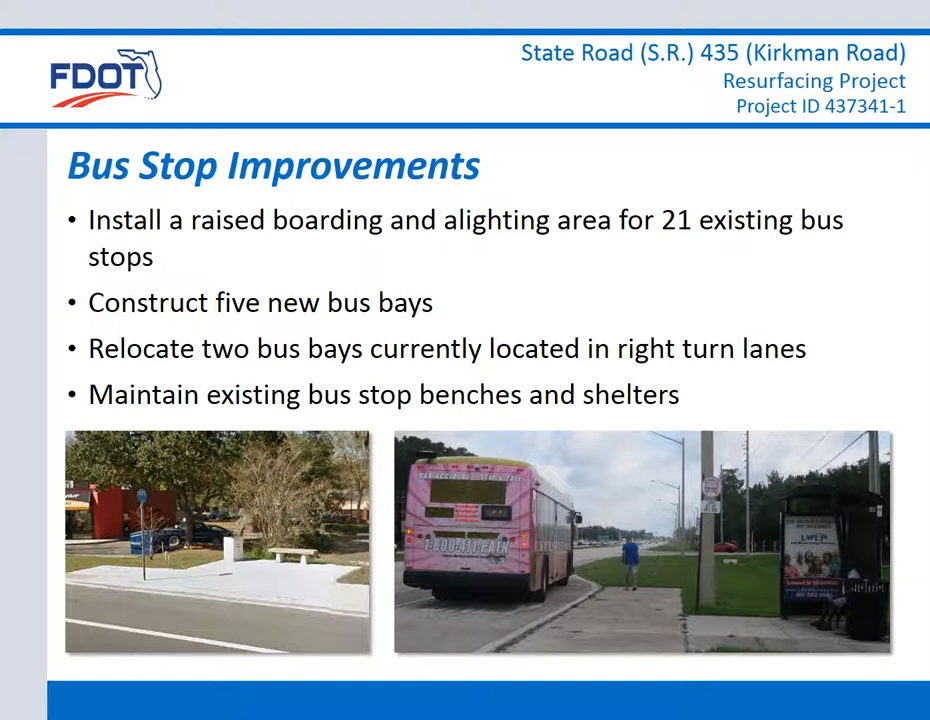 FDOT
State Road (S.R.) 435 (Kirkman Road)
Resurfacing Project
Project ID 437341-1
Bus Stop Improvements
• Install a raised boarding and alighting area for 21 existing bus
stops
• Construct five new bus bays
• Relocate two bus bays currently located in right turn lanes
• Maintain existing bus stop benches and shelters
1-800-411-PAIN